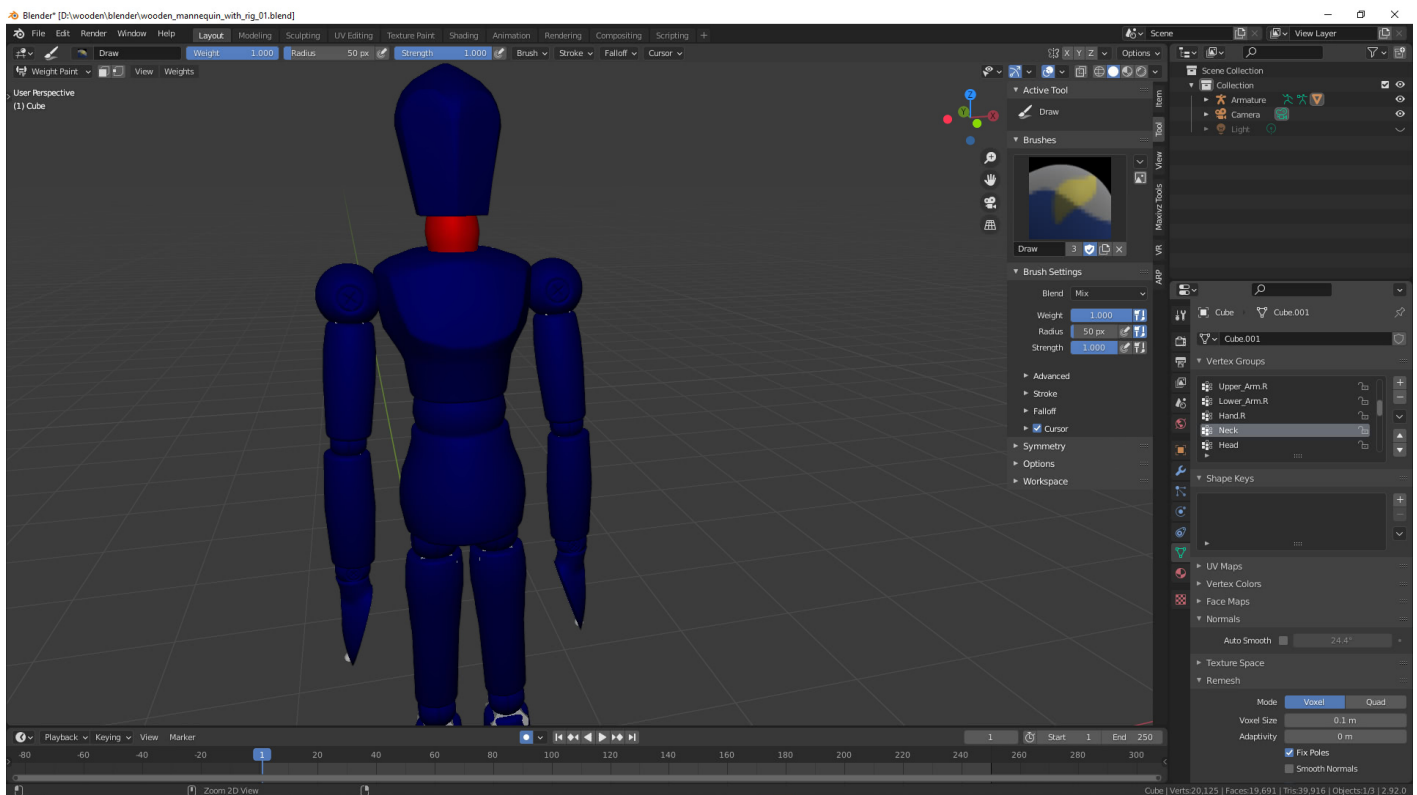 Blender* [D:\wooden\blender\wooden_mannequin_with_rig_01.blend]
File Edit Render Window Help Layout Modeling Sculpting UV Editing Texture Paint Shading Animation Rendering Compositing Scripting + Scene View Layer
Draw Weight 1.000 Radius 50 px Strength 1.000 Brush Stroke Falloff Cursor X Y Z Options
Weight Paint View Weights
User Perspective
(1) Cube
Z
Y
X
Active Tool
Draw
Brushes
Draw 3
Brush Settings
Blend Mix
Weight 1.000
Radius 50 px
Strength 1.000
Advanced
Stroke
Falloff
Cursor
Symmetry
Options
Workspace
Item
Tool
View
Maxivz Tools
VR
ARP
Scene Collection
Collection
Armature
Camera
Light
Cube Cube.001
Cube.001
Vertex Groups
Upper_Arm.R
Lower_Arm.R
Hand.R
Neck
Head
Shape Keys
UV Maps
Vertex Colors
Face Maps
Normals
Auto Smooth 24.4°
Texture Space
Remesh
Mode Voxel Quad
Voxel Size 0.1 m
Adaptivity 0 m
Fix Poles
Smooth Normals
Playback Keying View Marker 1 Start 1 End 250
-80 -60 -40 -20 1 20 40 60 80 100 120 140 160 180 200 220 240 260 280 300
Zoom 2D View
Cube | Verts:20,125 | Faces:19,691 | Tris:39,916 | Objects:1/3 | 2.92.0